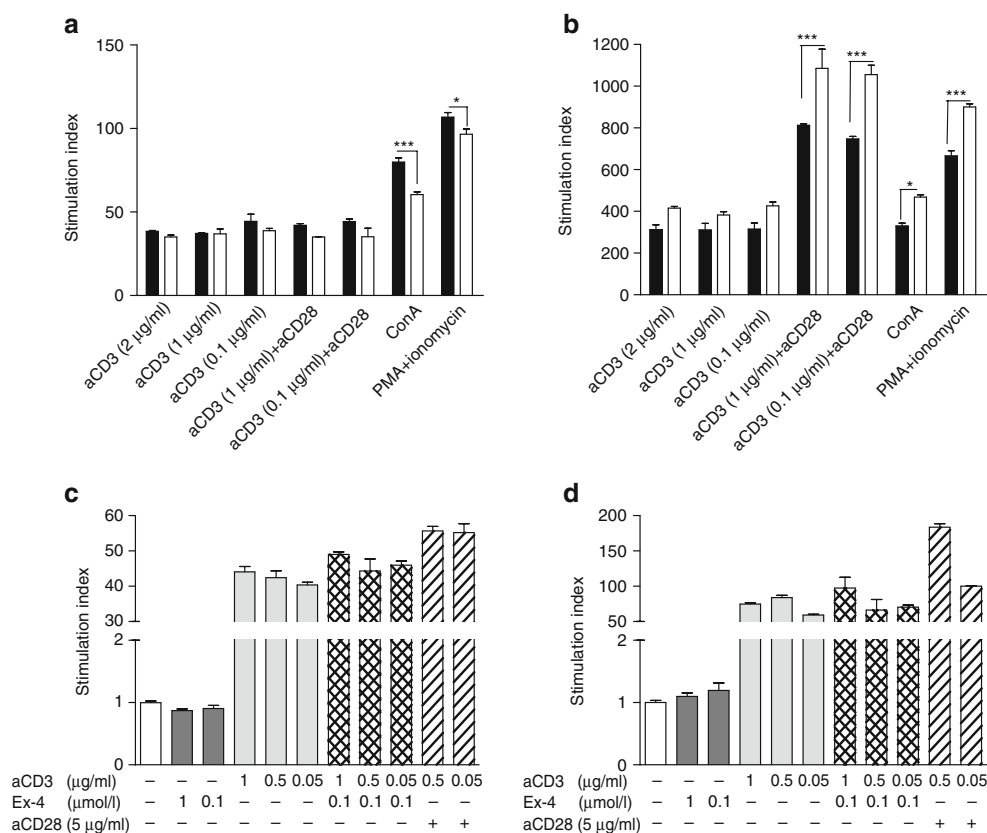 a
150
100
50
0
Stimulation index
***
*
aCD3 (2 µg/ml)
aCD3 (1 µg/ml)
aCD3 (0.1 µg/ml)
aCD3 (1 µg/ml)+aCD28
aCD3 (0.1 µg/ml)+aCD28
ConA
PMA+ionomycin
b
1200
1000
800
600
400
200
0
Stimulation index
***
***
*
***
aCD3 (2 µg/ml)
aCD3 (1 µg/ml)
aCD3 (0.1 µg/ml)
aCD3 (1 µg/ml)+aCD28
aCD3 (0.1 µg/ml)+aCD28
ConA
PMA+ionomycin
c
60
50
40
30
2
1
0
Stimulation index
aCD3 (µg/ml) – – – 1 0.5 0.05 1 0.5 0.05 0.5 0.05
Ex-4 (µmol/l) – 1 0.1 – – – 0.1 0.1 0.1 – –
aCD28 (5 µg/ml) – – – – – – – – – + +
d
200
150
100
50
2
1
0
Stimulation index
aCD3 (µg/ml) – – – 1 0.5 0.05 1 0.5 0.05 0.5 0.05
Ex-4 (µmol/l) – 1 0.1 – – – 0.1 0.1 0.1 – –
aCD28 (5 µg/ml) – – – – – – – – – + +